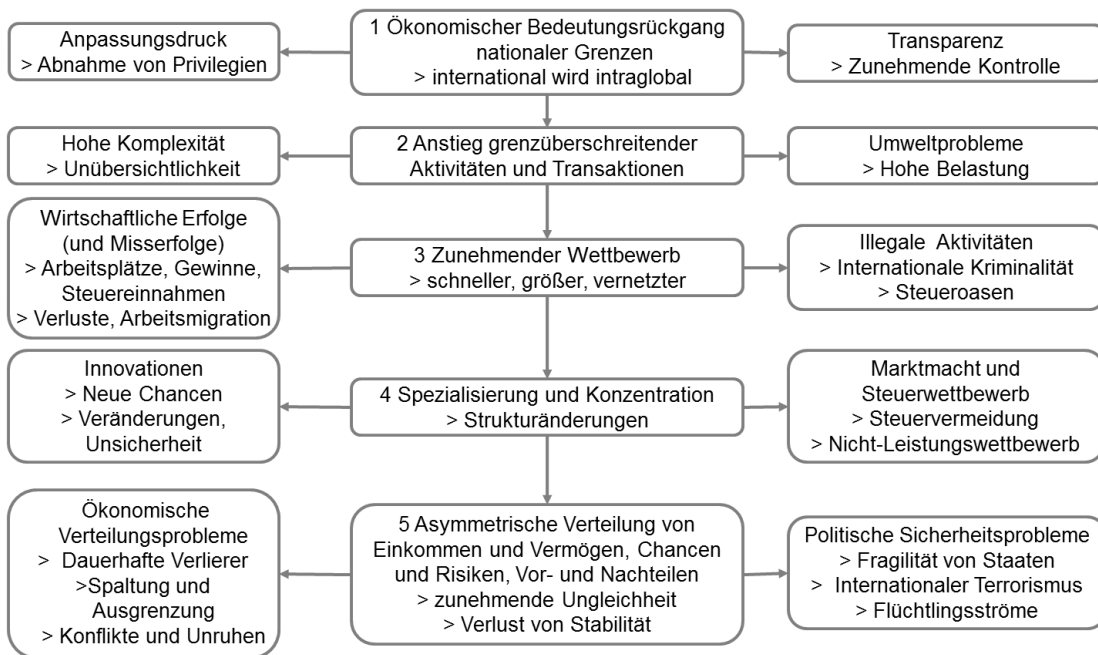 Anpassungsdruck
> Abnahme von Privilegien
1 Ökonomischer Bedeutungsrückgang
nationaler Grenzen
> international wird intraglobal
Transparenz
> Zunehmende Kontrolle
Hohe Komplexität
> Unübersichtlichkeit
2 Anstieg grenzüberschreitender
Aktivitäten und Transaktionen
Umweltprobleme
> Hohe Belastung
Wirtschaftliche Erfolge
(und Misserfolge)
> Arbeitsplätze, Gewinne,
Steuereinnahmen
> Verluste, Arbeitsmigration
3 Zunehmender Wettbewerb
> schneller, größer, vernetzter
Illegale Aktivitäten
> Internationale Kriminalität
> Steueroasen
Innovationen
> Neue Chancen
> Veränderungen,
Unsicherheit
4 Spezialisierung und Konzentration
> Strukturänderungen
Marktmacht und
Steuerwettbewerb
> Steuervermeidung
> Nicht-Leistungswettbewerb
Ökonomische
Verteilungsprobleme
> Dauerhafte Verlierer
>Spaltung und
Ausgrenzung
> Konflikte und Unruhen
5 Asymmetrische Verteilung von
Einkommen und Vermögen, Chancen
und Risiken, Vor- und Nachteilen
> zunehmende Ungleichheit
> Verlust von Stabilität
Politische Sicherheitsprobleme
> Fragilität von Staaten
> Internationaler Terrorismus
> Flüchtlingsströme